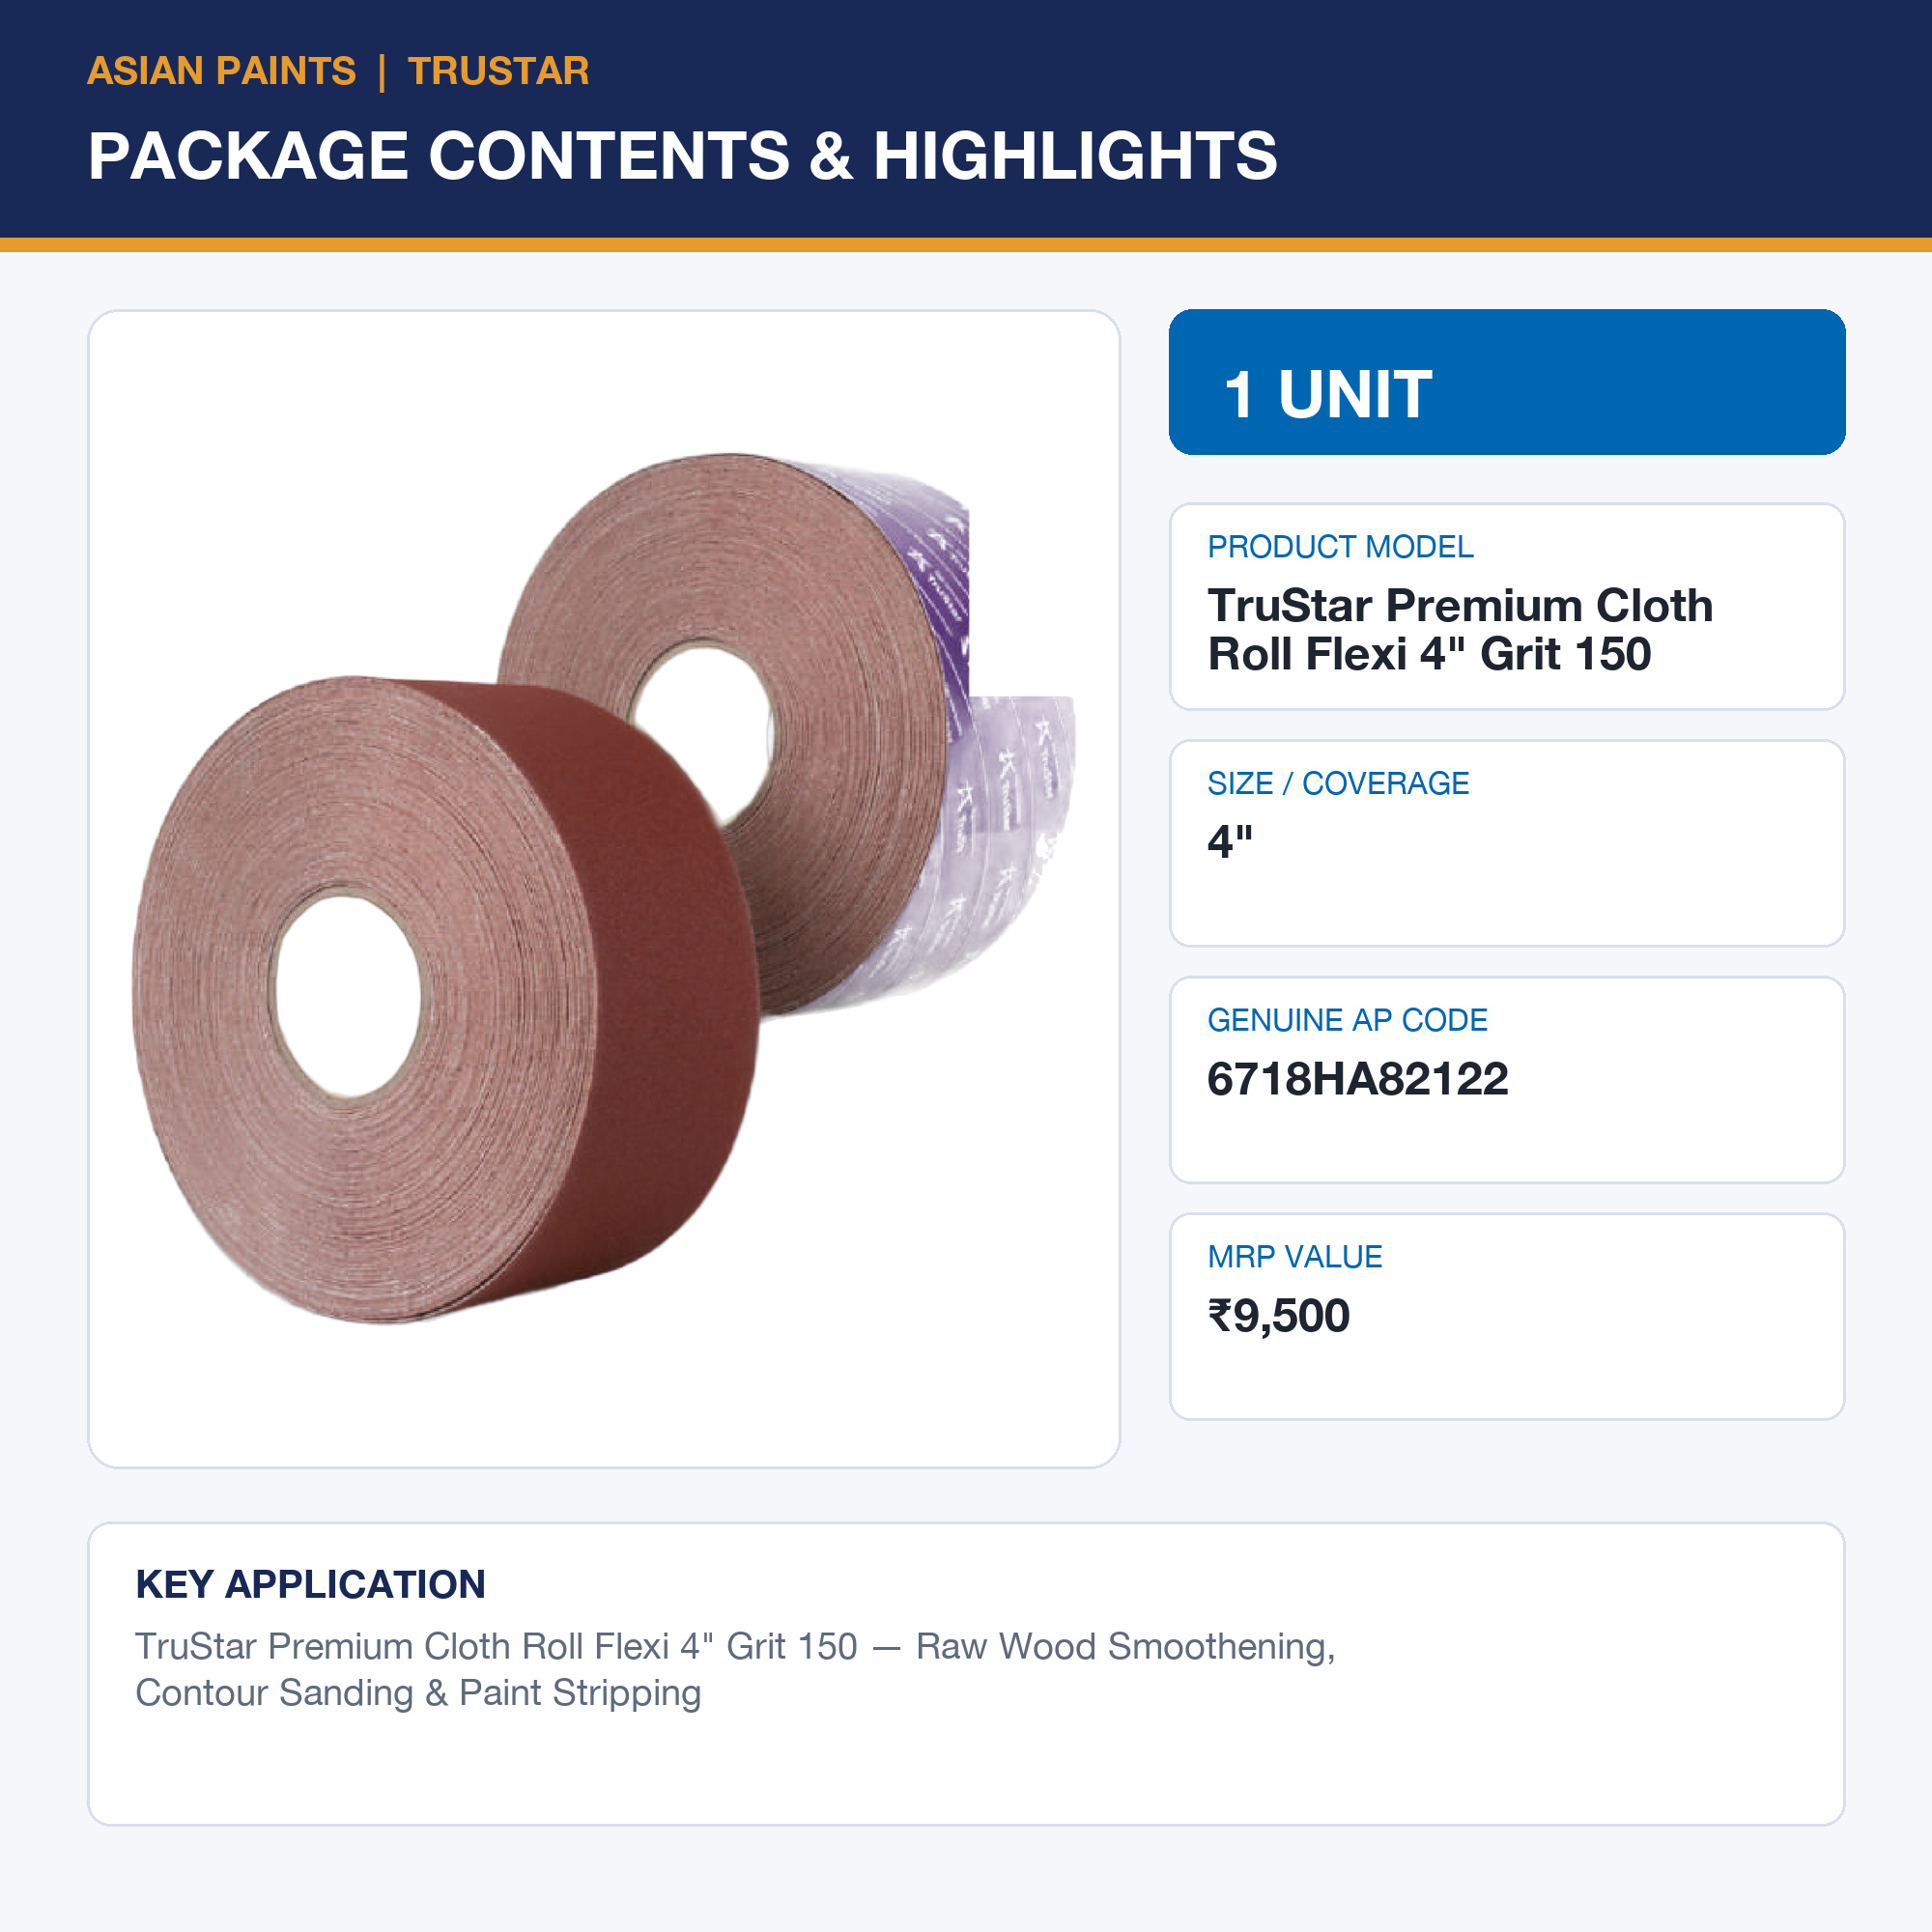 ASIAN PAINTS | TRUSTAR
PACKAGE CONTENTS & HIGHLIGHTS
1 UNIT
PRODUCT MODEL
TruStar Premium Cloth
Roll Flexi 4" Grit 150
SIZE / COVERAGE
4"
GENUINE AP CODE
6718HA82122
MRP VALUE
₹9,500
KEY APPLICATION
TruStar Premium Cloth Roll Flexi 4" Grit 150 — Raw Wood Smoothening,
Contour Sanding & Paint Stripping